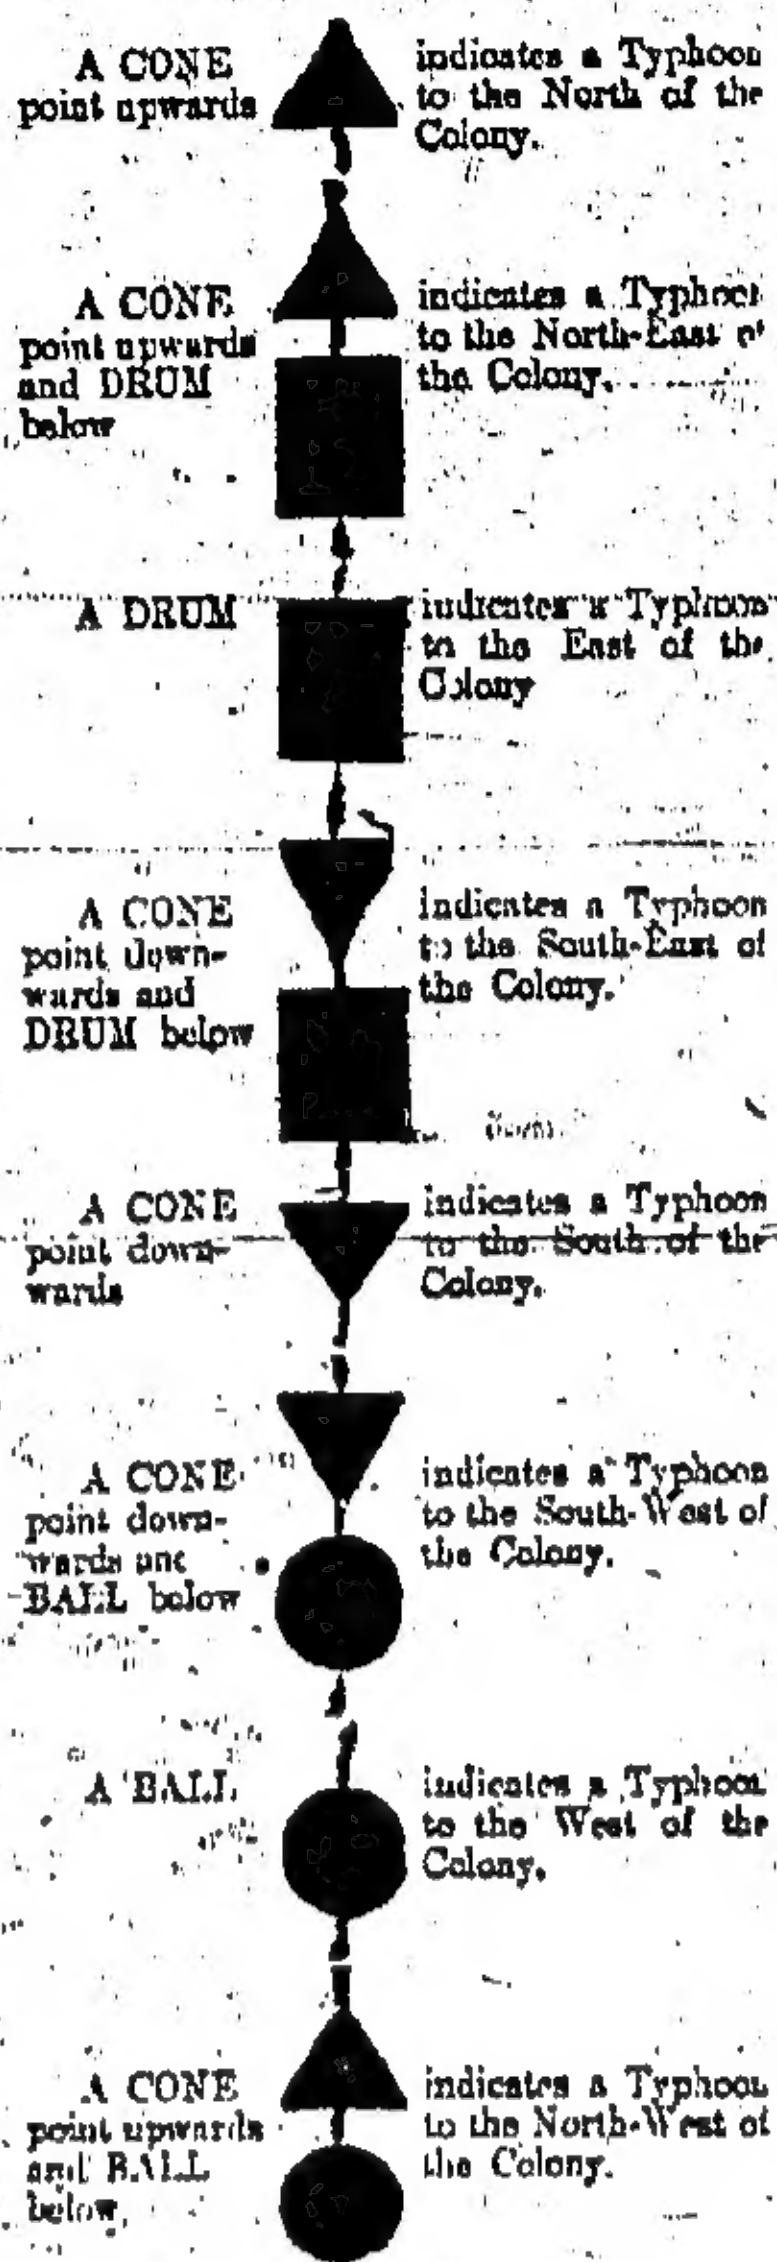 A CONE
point upwards
indicates a Typhoon
to the North of the
Colony.
A CONE
point upwards
and DRUM
below
indicates a Typhoon
to the North-East of
the Colony.
A DRUM
indicates a Typhoon
to the East of the
Colony
A CONE
point down-
wards and
DRUM below
indicates a Typhoon
to the South-East of
the Colony.
A CONE
point down-
wards
indicates a Typhoon
to the South of the
Colony.
A CONE
point down-
wards and
BALL below
indicates a Typhoon
to the South-West of
the Colony.
A BALL
indicates a Typhoon
to the West of the
Colony.
A CONE
point upwards
and BALL
below,
indicates a Typhoon
to the North-West of
the Colony.